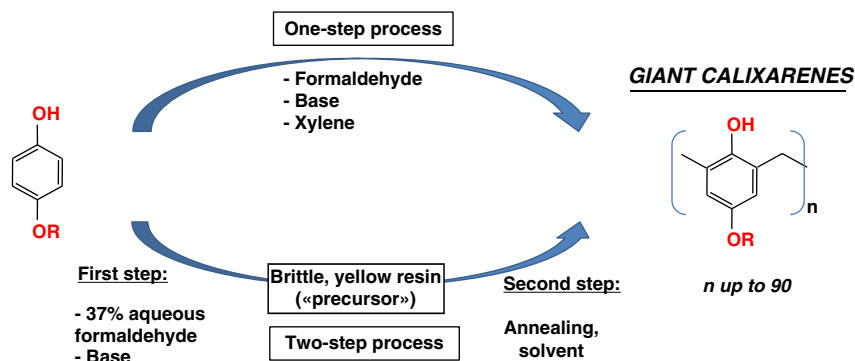 One-step process
- Formaldehyde
- Base
- Xylene
GIANT CALIXARENES
OH
OR
OH
n
OR
n up to 90
First step:
- 37% aqueous
formaldehyde
- Base
Brittle, yellow resin
(«precursor»)
Two-step process
Second step:
Annealing,
solvent